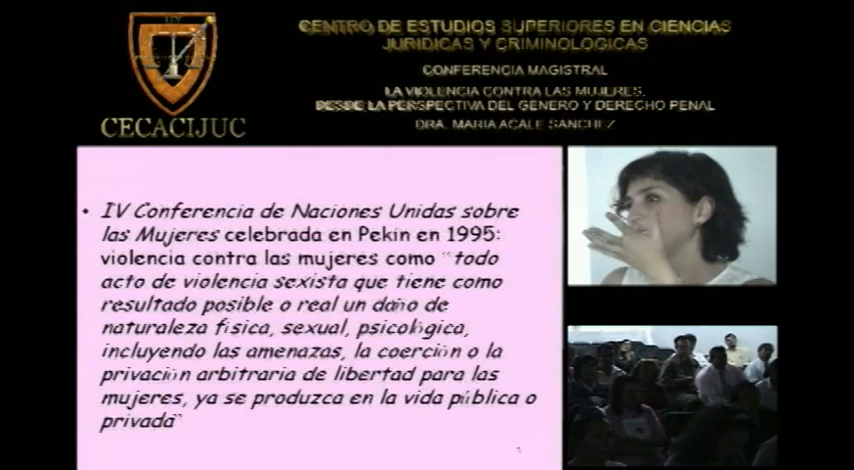 CECACIJUC
CENTRO DE ESTUDIOS SUPERIORES EN CIENCIAS
JURIDICAS Y CRIMINOLOGICAS
CONFERENCIA MAGISTRAL
LA VIOLENCIA CONTRA LAS MUJERES.
DESDE LA PERSPECTIVA DEL GENERO Y DERECHO PENAL
DRA. MARIA ACALE SANCHEZ
• IV Conferencia de Naciones Unidas sobre
las Mujeres celebrada en Pekín en 1995:
violencia contra las mujeres como "todo
acto de violencia sexista que tiene como
resultado posible o real un daño de
naturaleza física, sexual, psicológica,
incluyendo las amenazas, la coerción o la
privación arbitraria de libertad para las
mujeres, ya se produzca en la vida pública o
privada"